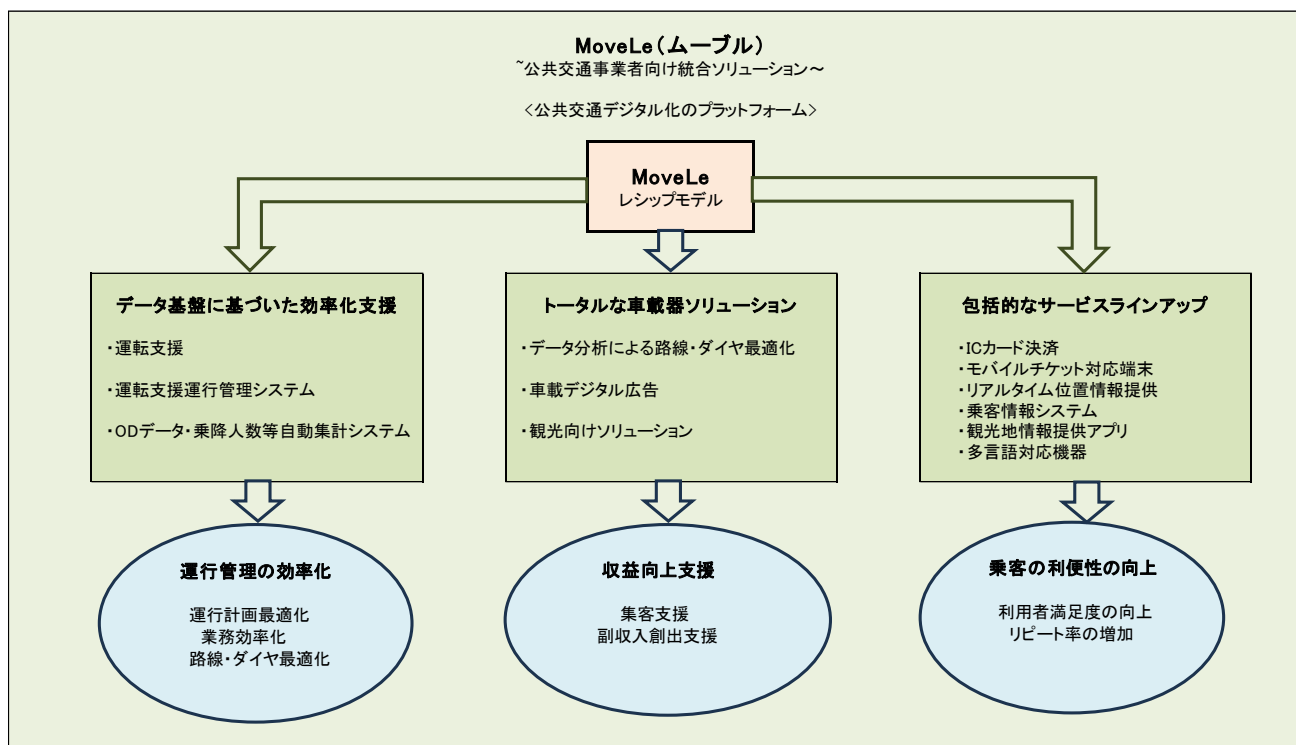 MoveLe（ムーブル）
~公共交通事業者向け統合ソリューション～
<公共交通デジタル化のプラットフォーム>
MoveLe
レシップモデル
データ基盤に基づいた効率化支援
・運転支援
・運転支援運行管理システム
・ODデータ・乗降人数等自動集計システム
トータルな車載器ソリューション
・データ分析による路線・ダイヤ最適化
・車載デジタル広告
・観光向けソリューション
包括的なサービスラインアップ
・ICカード決済
・モバイルチケット対応端末
・リアルタイム位置情報提供
・乗客情報システム
・観光地情報提供アプリ
・多言語対応機器
運行管理の効率化
運行計画最適化
業務効率化
路線・ダイヤ最適化
収益向上支援
集客支援
副収入創出支援
乗客の利便性の向上
利用者満足度の向上
リピート率の増加